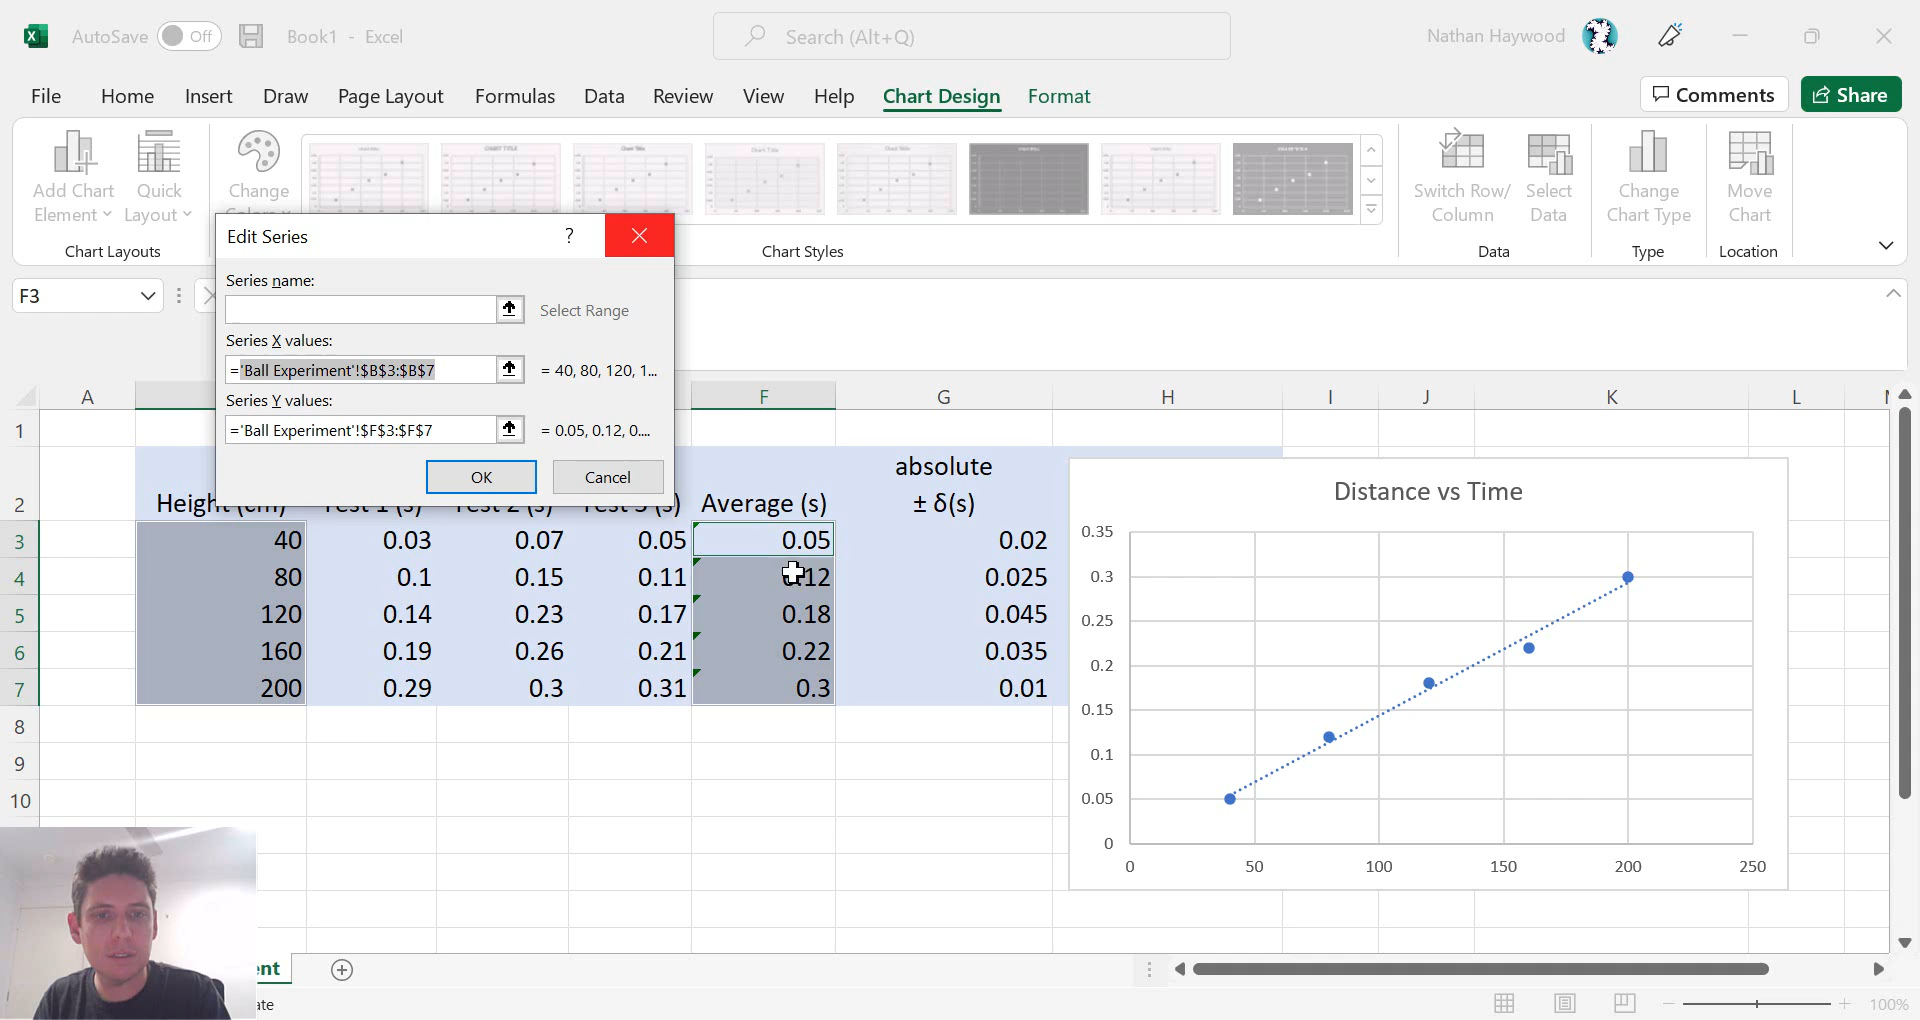 AutoSave Off Book1 - Excel Search (Alt+Q) Nathan Haywood
File Home Insert Draw Page Layout Formulas Data Review View Help Chart Design Format Comments Share
Add Chart Element
Quick Layout
Change
Switch Row/ Column
Select Data
Change Chart Type
Move Chart
Chart Layouts Chart Styles Data Type Location
F3
Edit Series ?
Series name:
Select Range
Series X values:
='Ball Experiment'!$B$3:$B$7 = 40, 80, 120, 1...
Series Y values:
='Ball Experiment'!$F$3:$F$7 = 0.05, 0.12, 0....
OK Cancel
A F G H I J K L
1
absolute
2 Average (s) ± δ(s)
3 40 0.03 0.07 0.05 0.05 0.02
4 80 0.1 0.15 0.11 0.12 0.025
5 120 0.14 0.23 0.17 0.18 0.045
6 160 0.19 0.26 0.21 0.22 0.035
7 200 0.29 0.3 0.31 0.3 0.01
8
9
10
Distance vs Time
0.35
0.3
0.25
0.2
0.15
0.1
0.05
0
0 50 100 150 200 250
100%